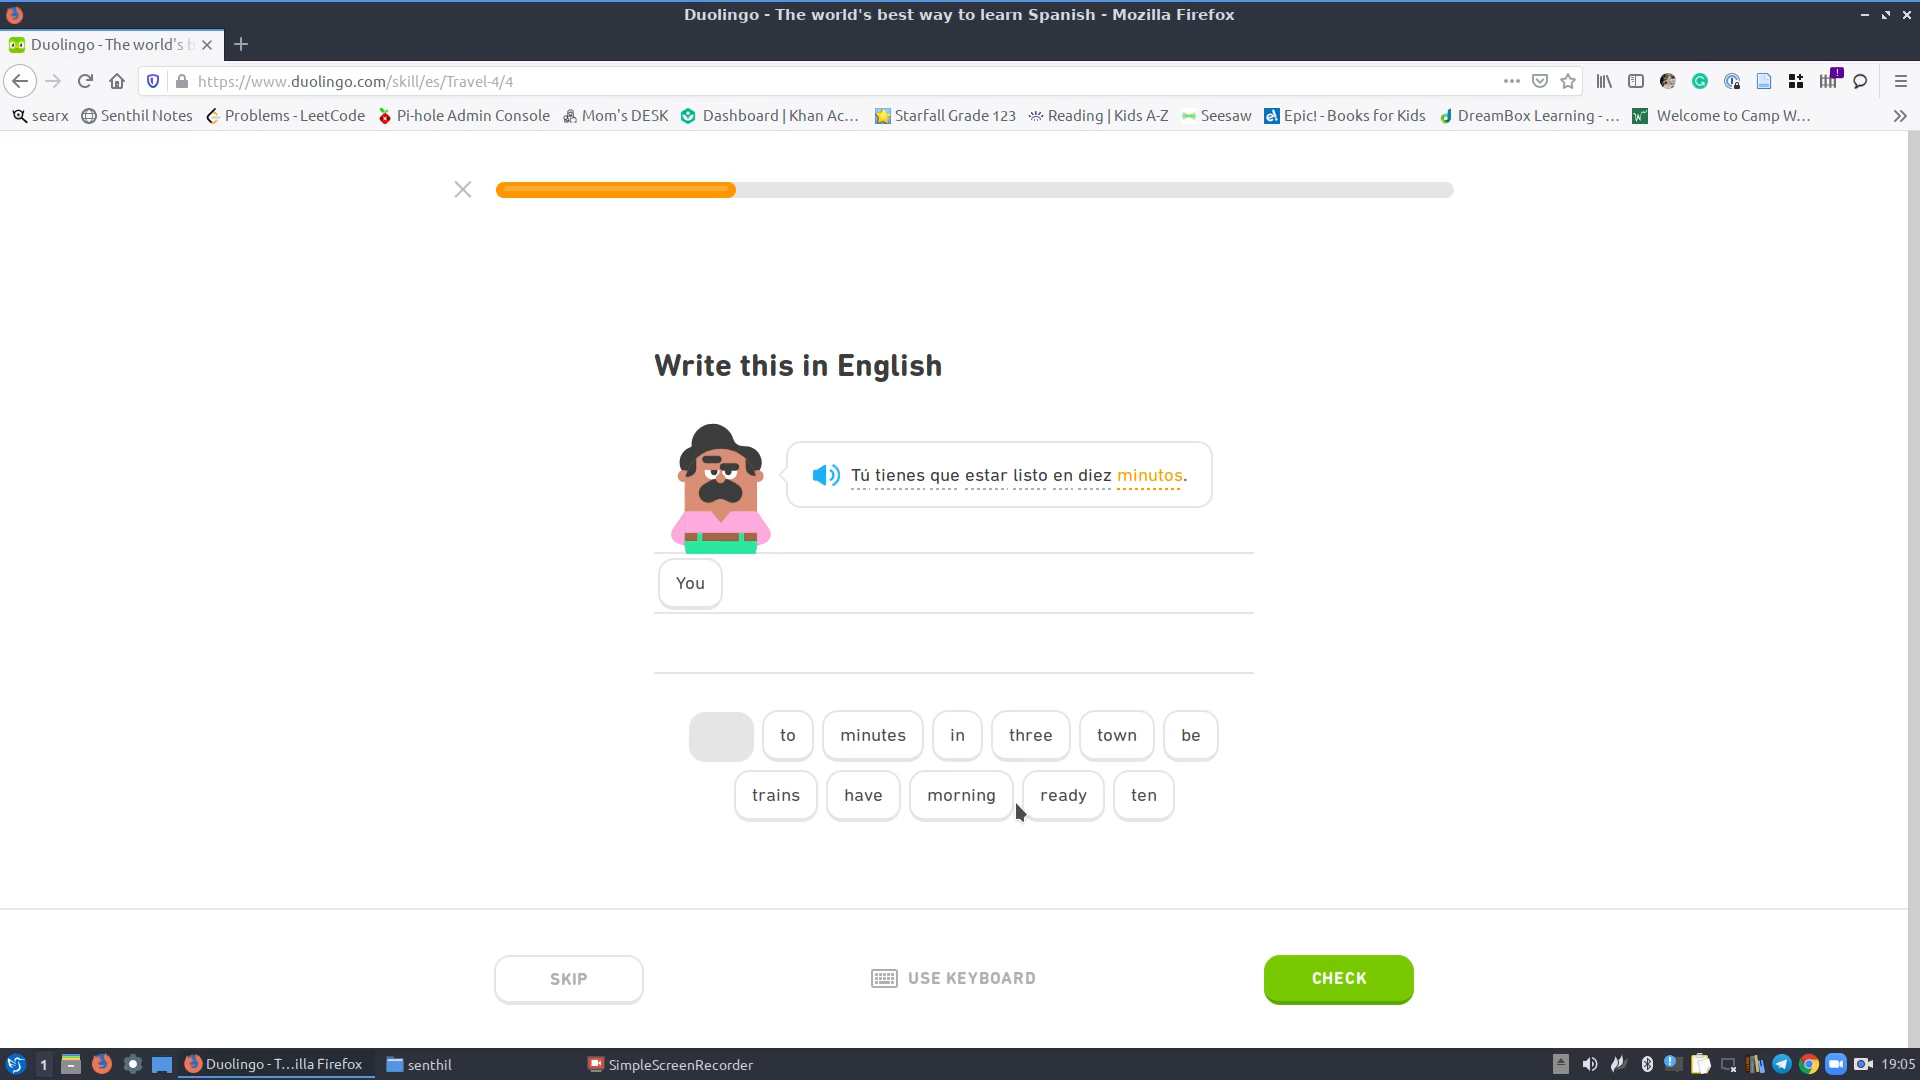 Duolingo - The world's best way to learn Spanish - Mozilla Firefox
Duolingo - The world's b
https://www.duolingo.com/skill/es/Travel-4/4
searx Senthil Notes Problems - LeetCode Pi-hole Admin Console Mom's DESK Dashboard | Khan Ac... Starfall Grade 123 Reading | Kids A-Z Seesaw Epic! - Books for Kids DreamBox Learning - ... Welcome to Camp W...
Write this in English
Tú tienes que estar listo en diez minutos.
You
to minutes in three town be
trains have morning ready ten
SKIP USE KEYBOARD CHECK
1 Duolingo - T...illa Firefox senthil SimpleScreenRecorder 19:05